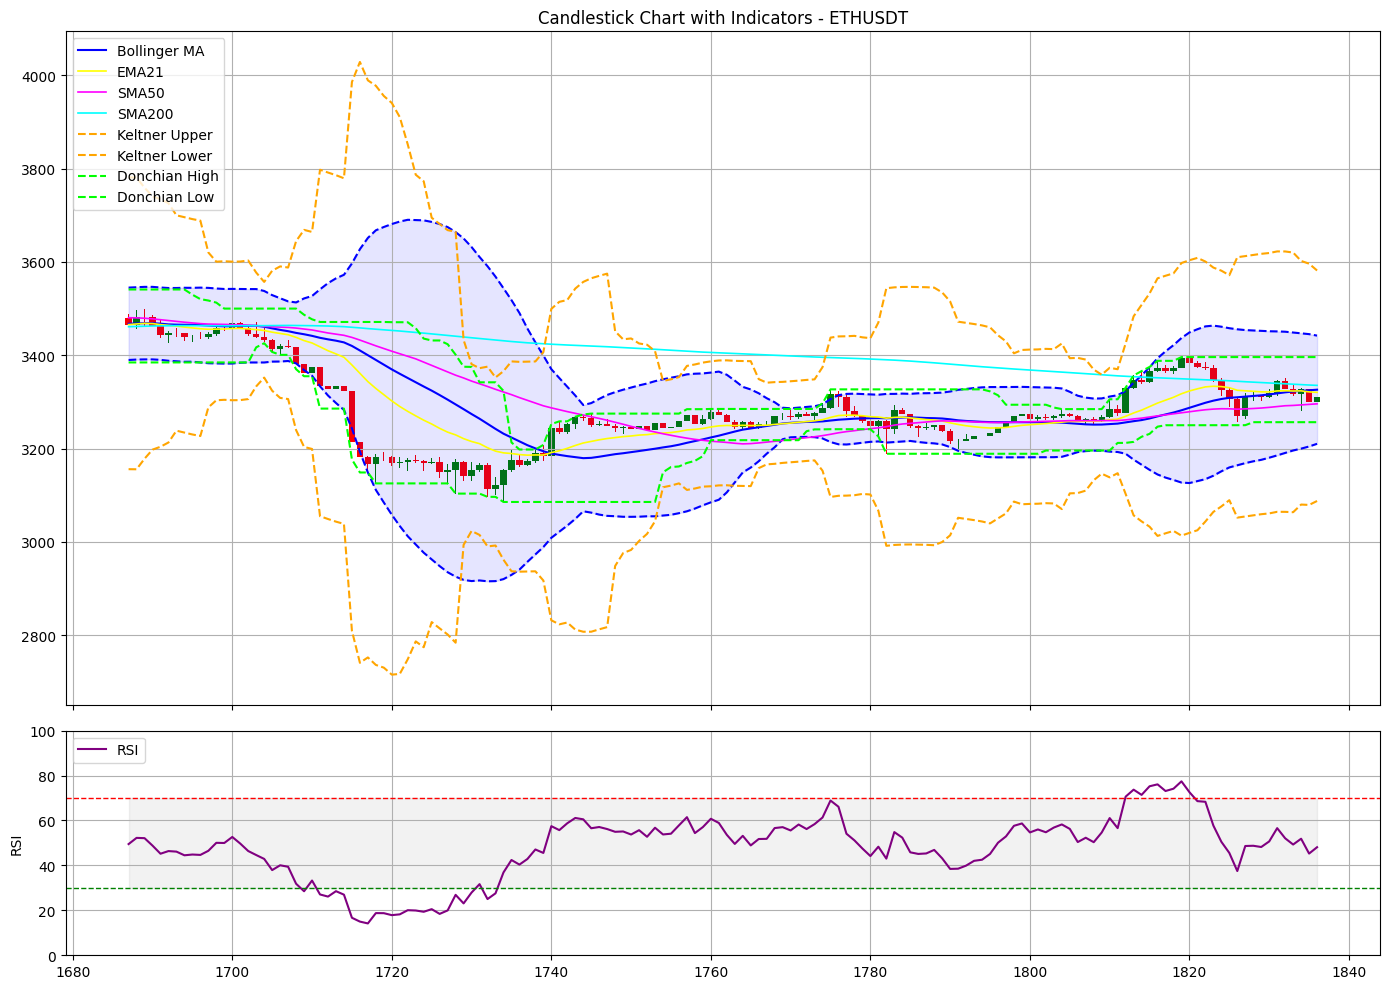 Candlestick Chart with Indicators - ETHUSDT
Bollinger MA
EMA21
SMA50
SMA200
Keltner Upper
Keltner Lower
Donchian High
Donchian Low
4000
3800
3600
3400
3200
3000
2800
RSI
100
80
60
40
20
0
RSI
1680
1700
1720
1740
1760
1780
1800
1820
1840